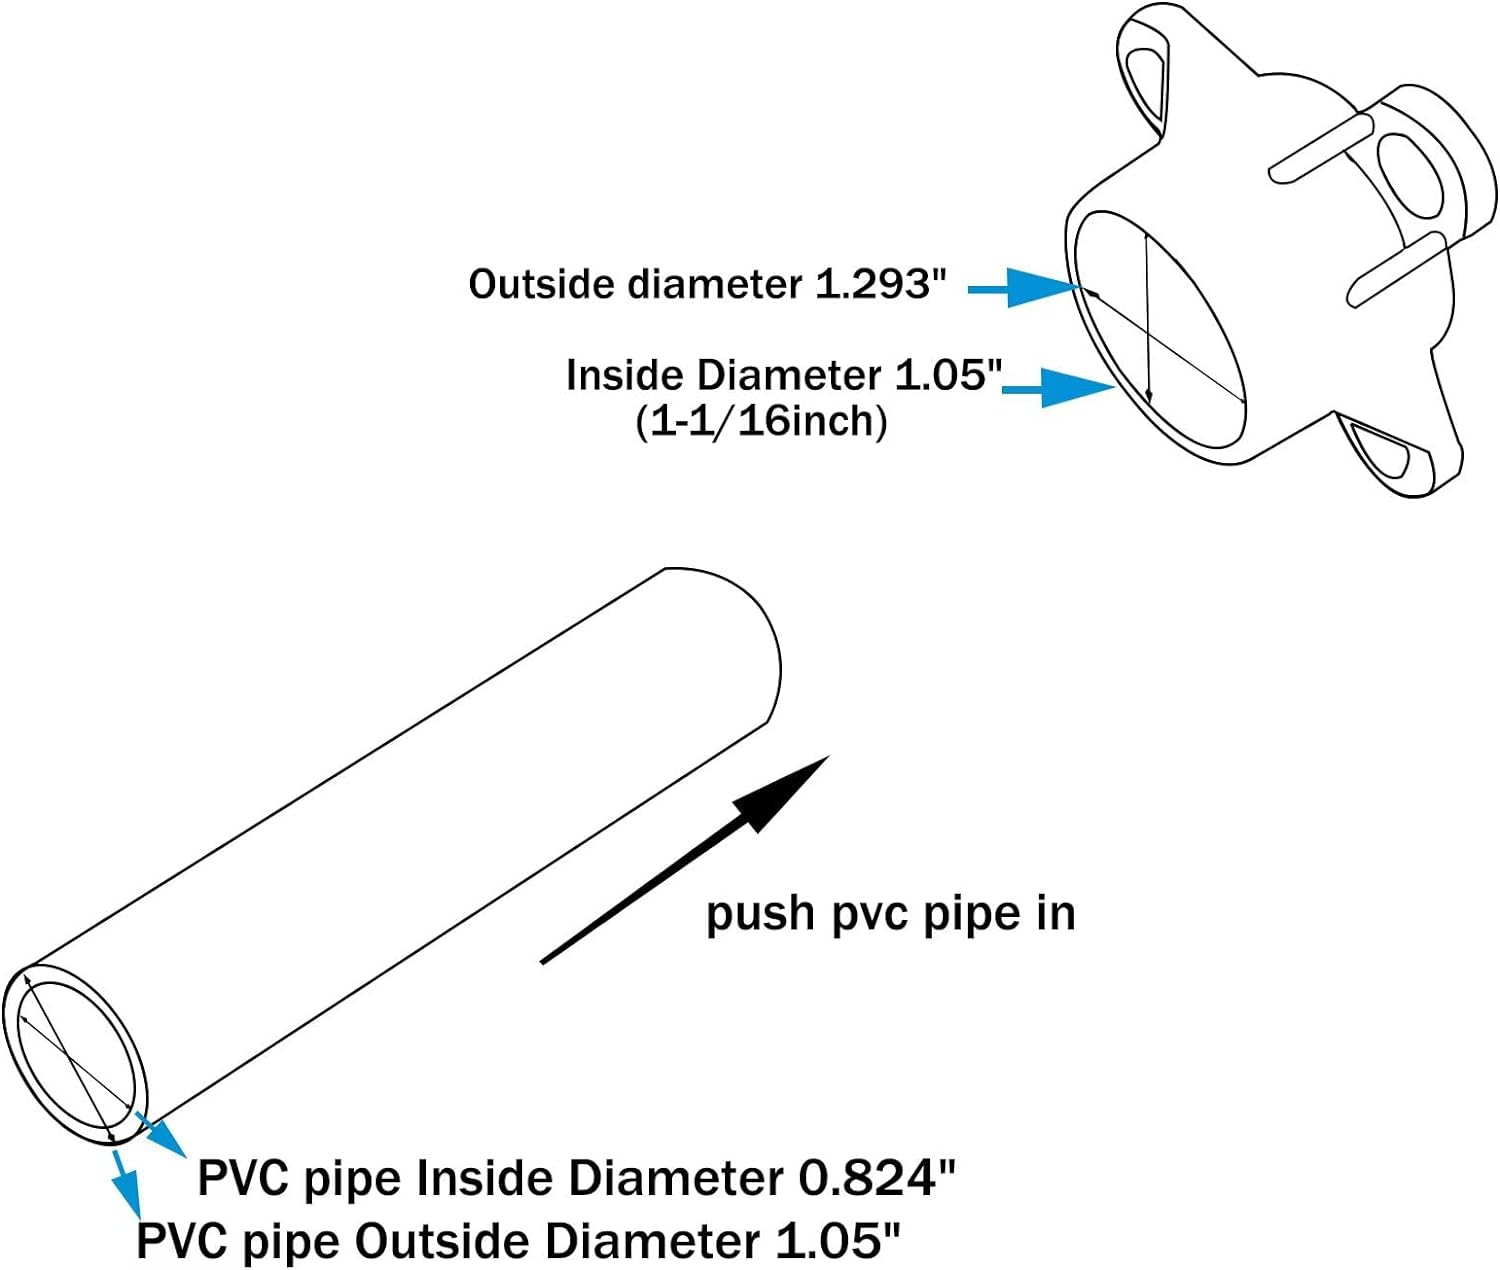 Outside diameter 1.293"
Inside Diameter 1.05"
(1-1/16inch)
push pvc pipe in
PVC pipe Inside Diameter 0.824"
PVC pipe Outside Diameter 1.05"